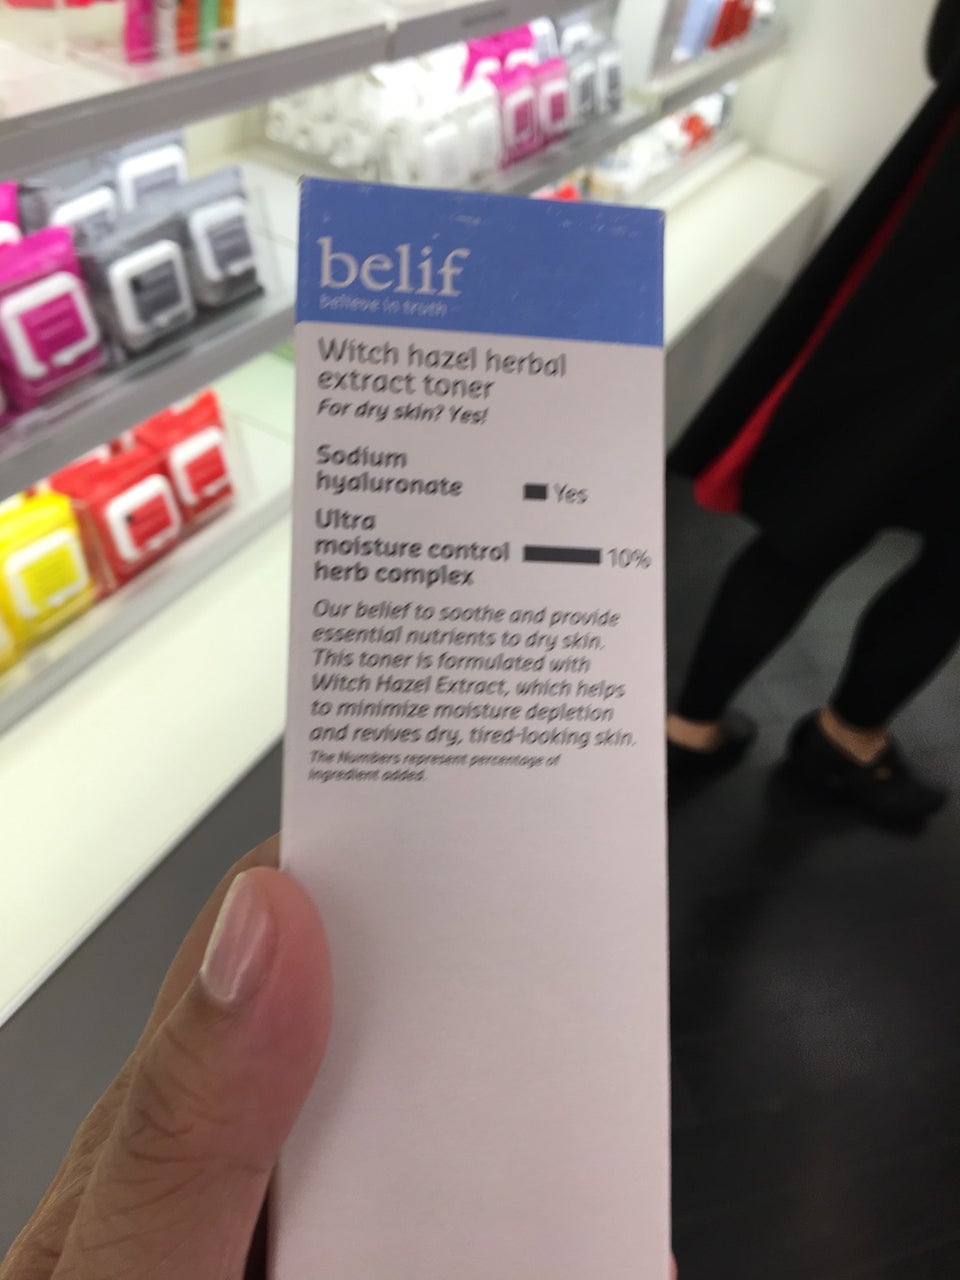 belif
believe in truth
Witch hazel herbal
extract toner
For dry skin? Yes!
Sodium
hyaluronate Yes
Ultra
moisture control 10%
herb complex
Our belief to soothe and provide
essential nutrients to dry skin.
This toner is formulated with
Witch Hazel Extract, which helps
to minimize moisture depletion
and revives dry, tired-looking skin.
The Numbers represent percentage of
ingredient added.